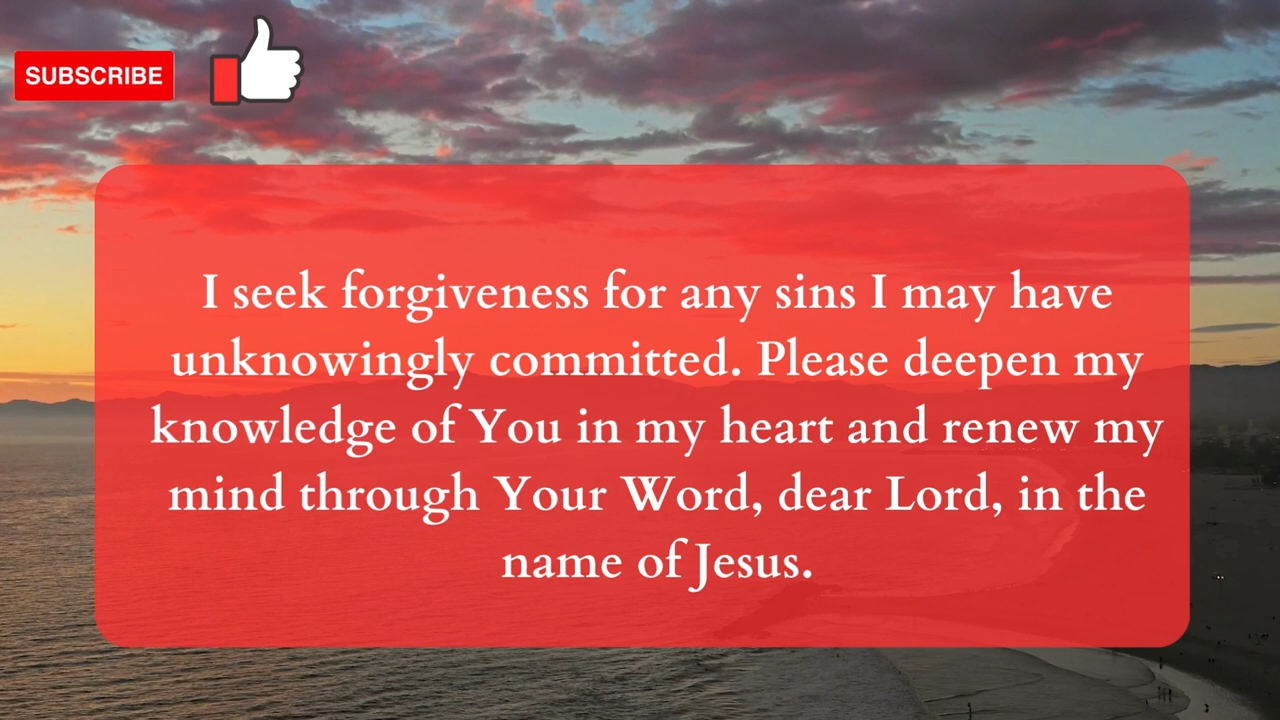 SUBSCRIBE
I seek forgiveness for any sins I may have
unknowingly committed. Please deepen my
knowledge of You in my heart and renew my
mind through Your Word, dear Lord, in the
name of Jesus.